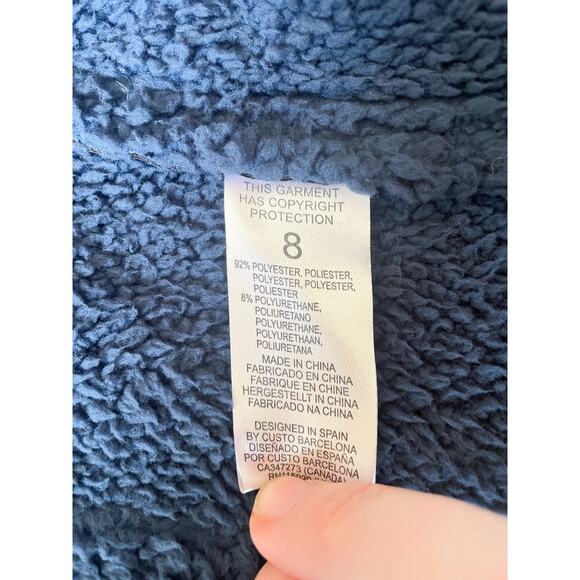 THIS GARMENT
HAS COPYRIGHT
PROTECTION
8
92% POLYESTER, POLIESTER,
POLYESTER, POLYESTER,
POLIESTER
8% POLYURETHANE,
POLIURETANO
POLYURETHANE,
POLYURETHAAN,
POLIURETANA
MADE IN CHINA
FABRICADO EN CHINA
FABRIQUE EN CHINE
HERGESTELLT IN CHINA
FABRICADO NA CHINA
DESIGNED IN SPAIN
BY CUSTO BARCELONA
DISEÑADO EN ESPAÑA
POR CUSTO BARCELONA
CA347273 (CANADA)